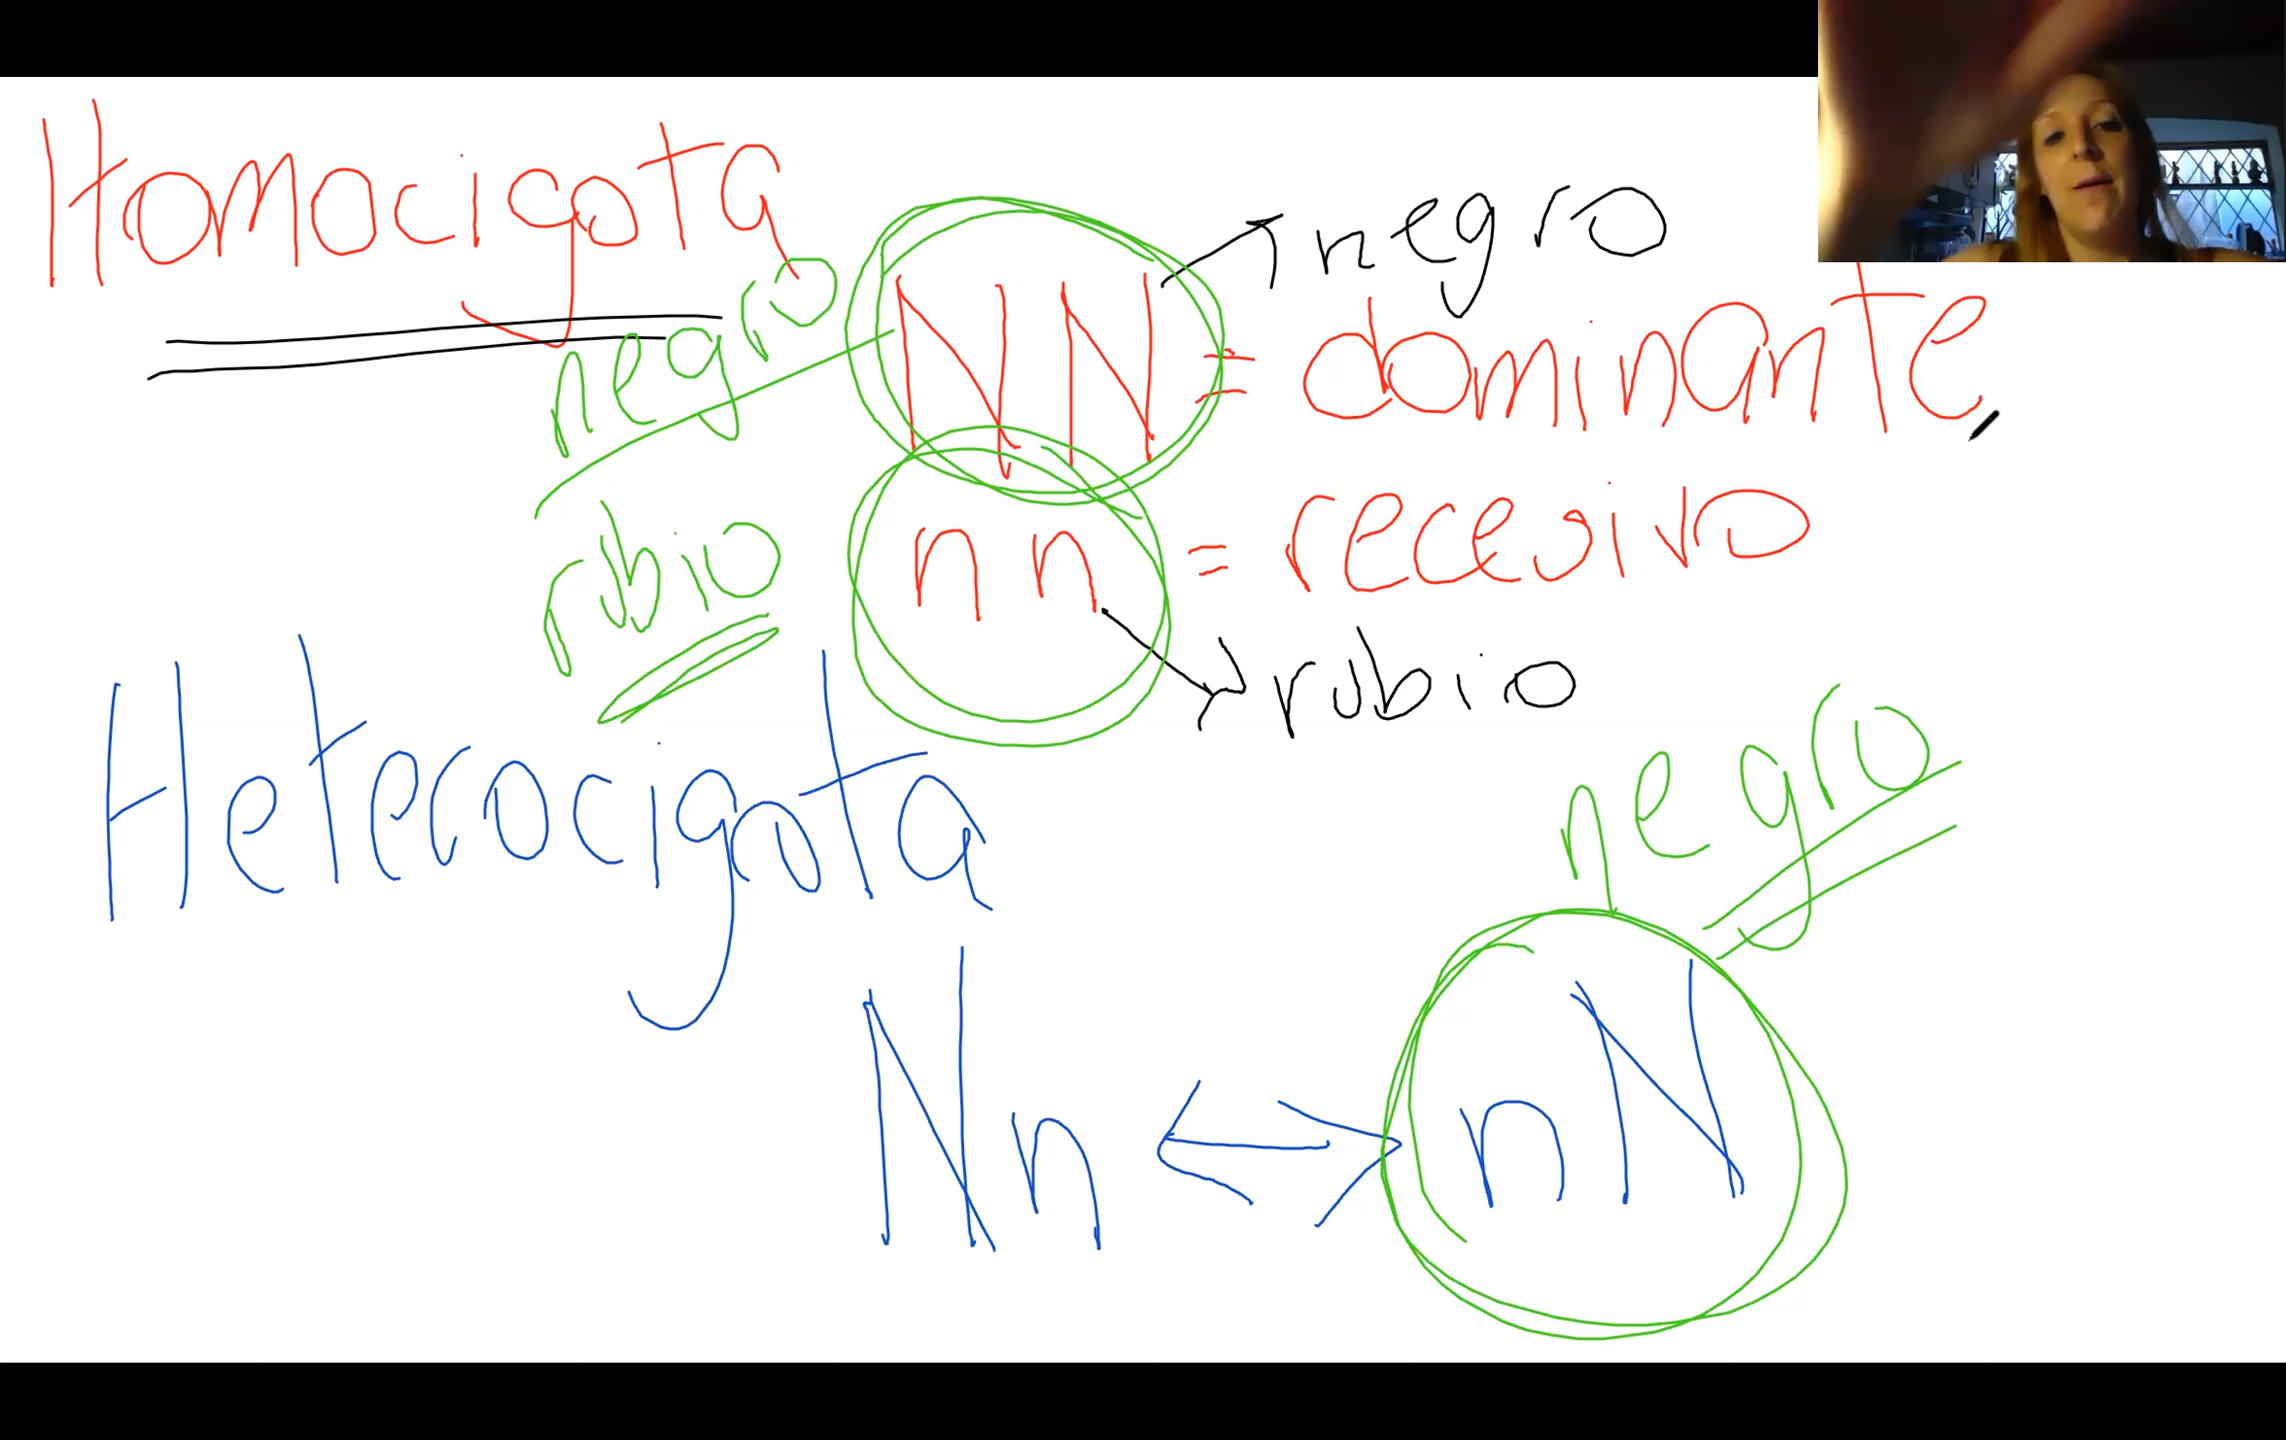 Homocigota
negro
negro
NN = dominante
rubio
nn = recesivo
rubio
Heterocigota
negro
Nn ↔ nN